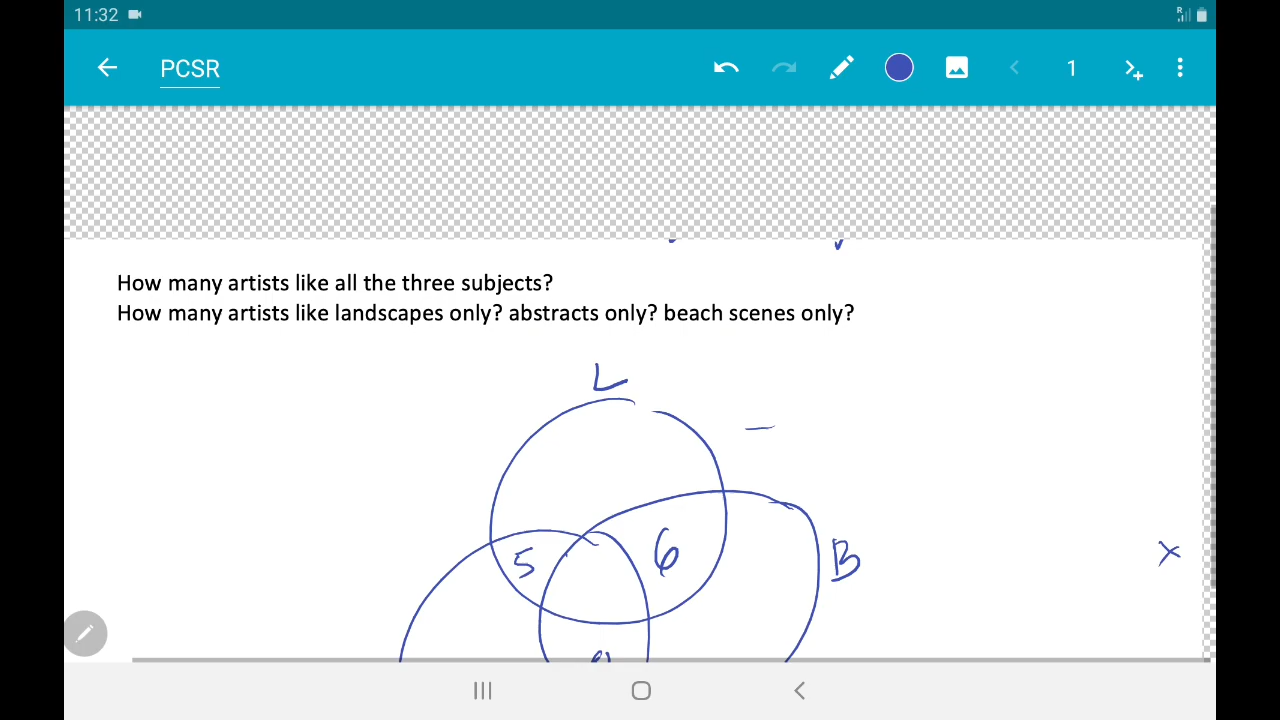 11:32
R
PCSR
1
How many artists like all the three subjects?
How many artists like landscapes only? abstracts only? beach scenes only?
L
5
6
B
x